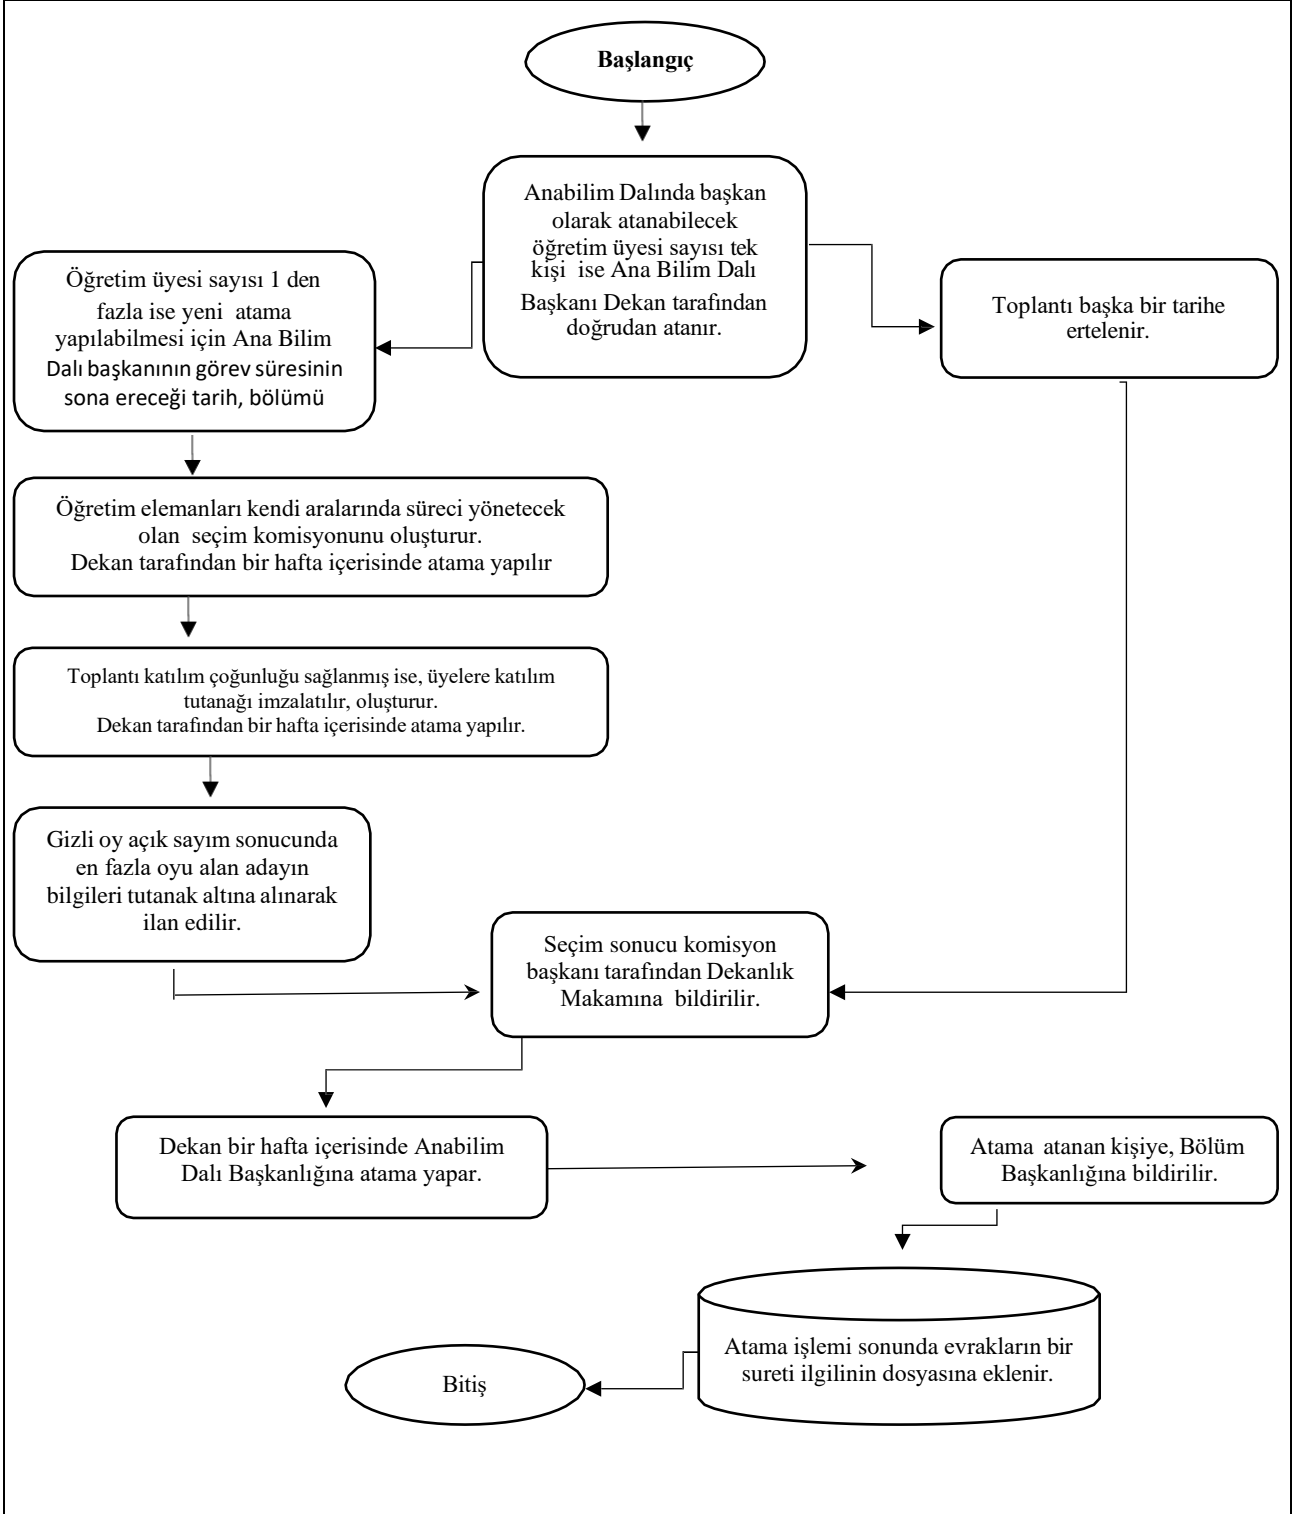 Başlangıç
Anabilim Dalında başkan
olarak atanabilecek
öğretim üyesi sayısı tek
kişi ise Ana Bilim Dalı
Başkanı Dekan tarafından
doğrudan atanır.
Öğretim üyesi sayısı 1 den
fazla ise yeni atama
yapılabilmesi için Ana Bilim
Dalı başkanının görev süresinin
sona ereceği tarih, bölümü
Toplantı başka bir tarihe
ertelenir.
Öğretim elemanları kendi aralarında süreci yönetecek
olan seçim komisyonunu oluşturur.
Dekan tarafından bir hafta içerisinde atama yapılır
Toplantı katılım çoğunluğu sağlanmış ise, üyelere katılım
tutanağı imzalatılır, oluşturur.
Dekan tarafından bir hafta içerisinde atama yapılır.
Gizli oy açık sayım sonucunda
en fazla oyu alan adayın
bilgileri tutanak altına alınarak
ilan edilir.
Seçim sonucu komisyon
başkanı tarafından Dekanlık
Makamına bildirilir.
Dekan bir hafta içerisinde Anabilim
Dalı Başkanlığına atama yapar.
Atama atanan kişiye, Bölüm
Başkanlığına bildirilir.
Atama işlemi sonunda evrakların bir
sureti ilgilinin dosyasına eklenir.
Bitiş